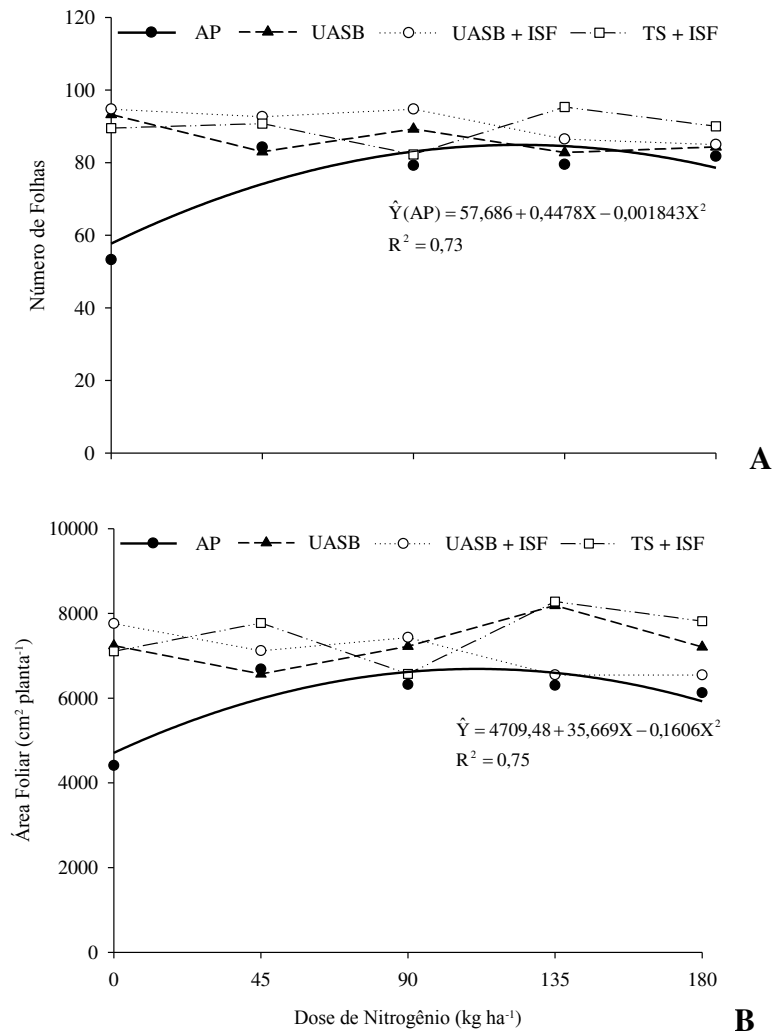 120
AP UASB UASB + ISF TS + ISF
100
80
60
40
20
0
Número de Folhas
Ŷ(AP) = 57,686 + 0,4478X − 0,001843X²
R² = 0,73
A
10000
AP UASB UASB + ISF TS + ISF
8000
6000
4000
2000
0
Área Foliar (cm² planta⁻¹)
Ŷ = 4709,48 + 35,669X − 0,1606X²
R² = 0,75
0 45 90 135 180
Dose de Nitrogênio (kg ha⁻¹)
B